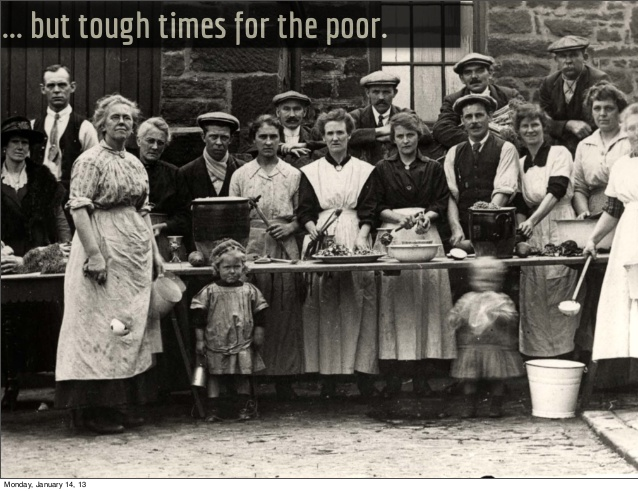 ... but tough times for the poor.
Monday, January 14, 13